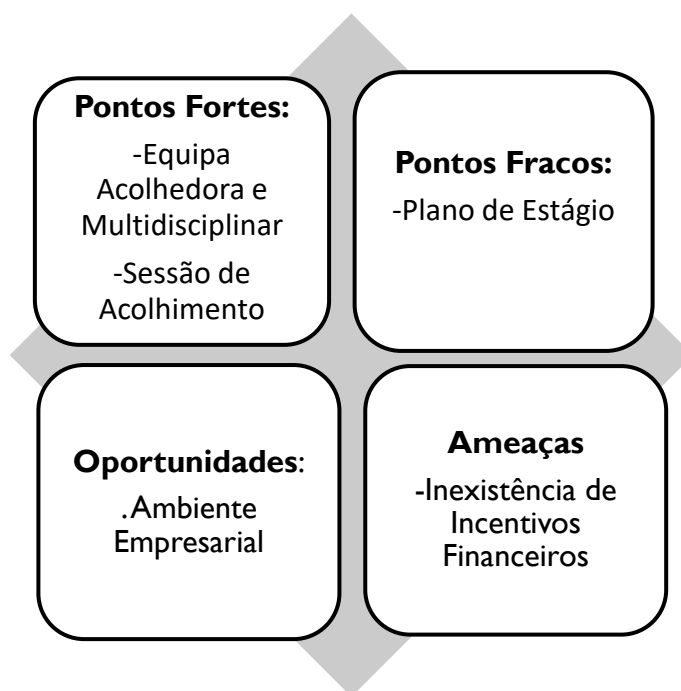 Pontos Fortes:
-Equipa
Acolhedora e
Multidisciplinar
-Sessão de
Acolhimento
Pontos Fracos:
-Plano de Estágio
Oportunidades:
.Ambiente
Empresarial
Ameaças
-Inexistência de
Incentivos
Financeiros